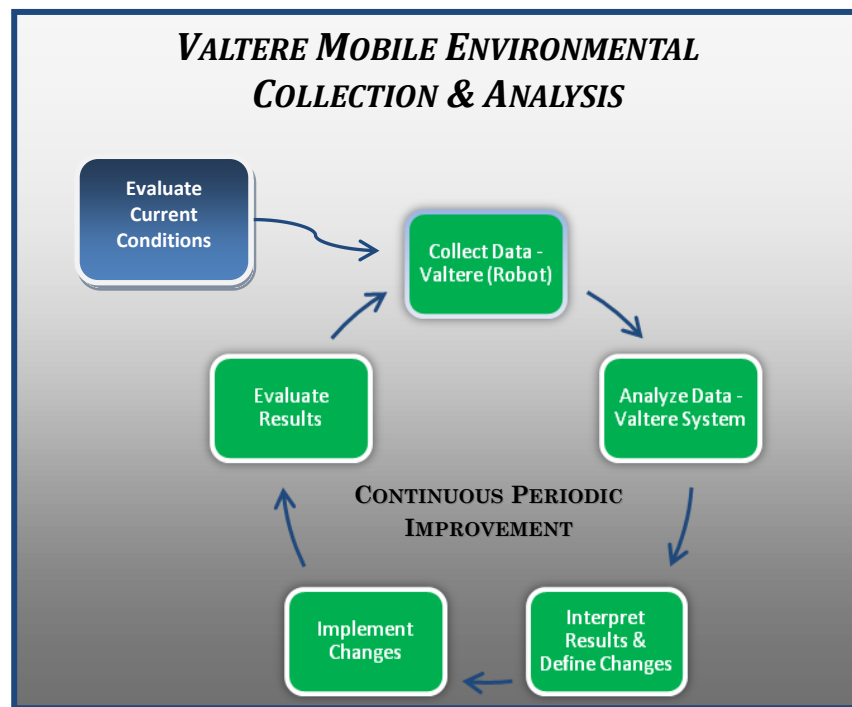 VALTERE MOBILE ENVIRONMENTAL
COLLECTION & ANALYSIS
Evaluate
Current
Conditions
Collect Data -
Valtere (Robot)
Evaluate
Results
Analyze Data -
Valtere System
CONTINUOUS PERIODIC
IMPROVEMENT
Implement
Changes
Interpret
Results &
Define Changes